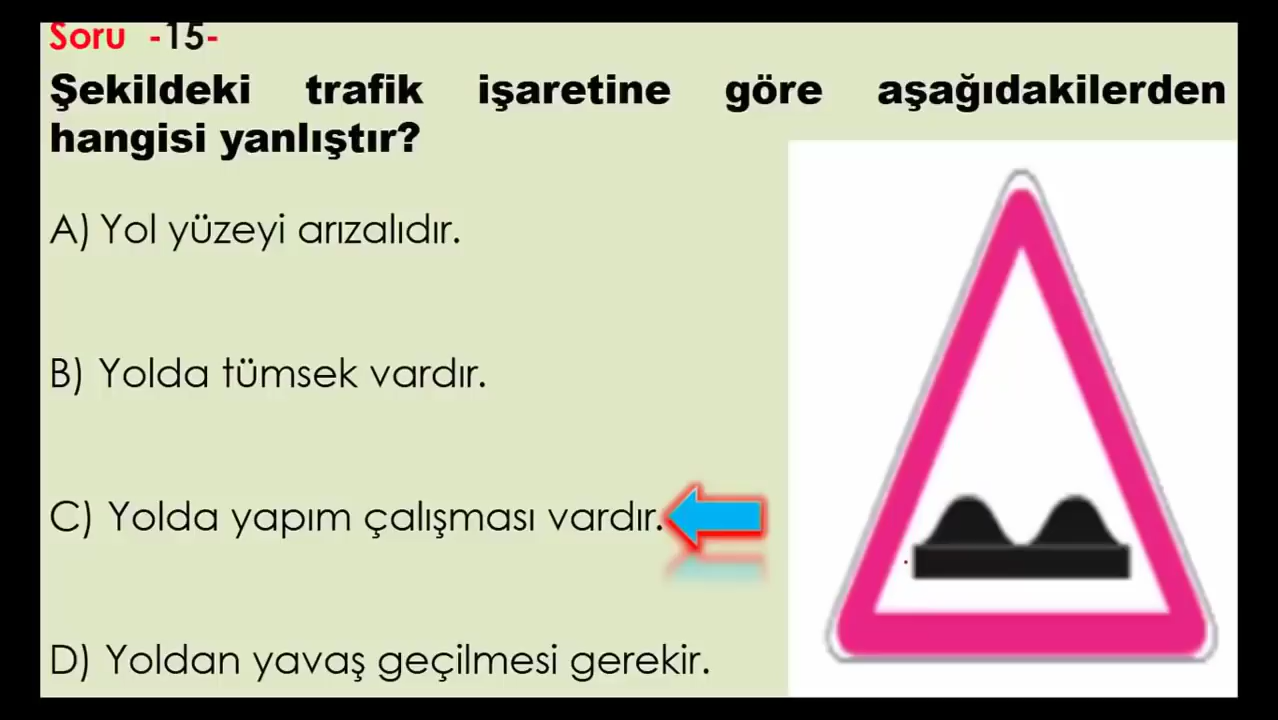 Soru -15-
Şekildeki trafik işaretine göre aşağıdakilerden
hangisi yanlıştır?
A) Yol yüzeyi arızalıdır.
B) Yolda tümsek vardır.
C) Yolda yapım çalışması vardır.
D) Yoldan yavaş geçilmesi gerekir.